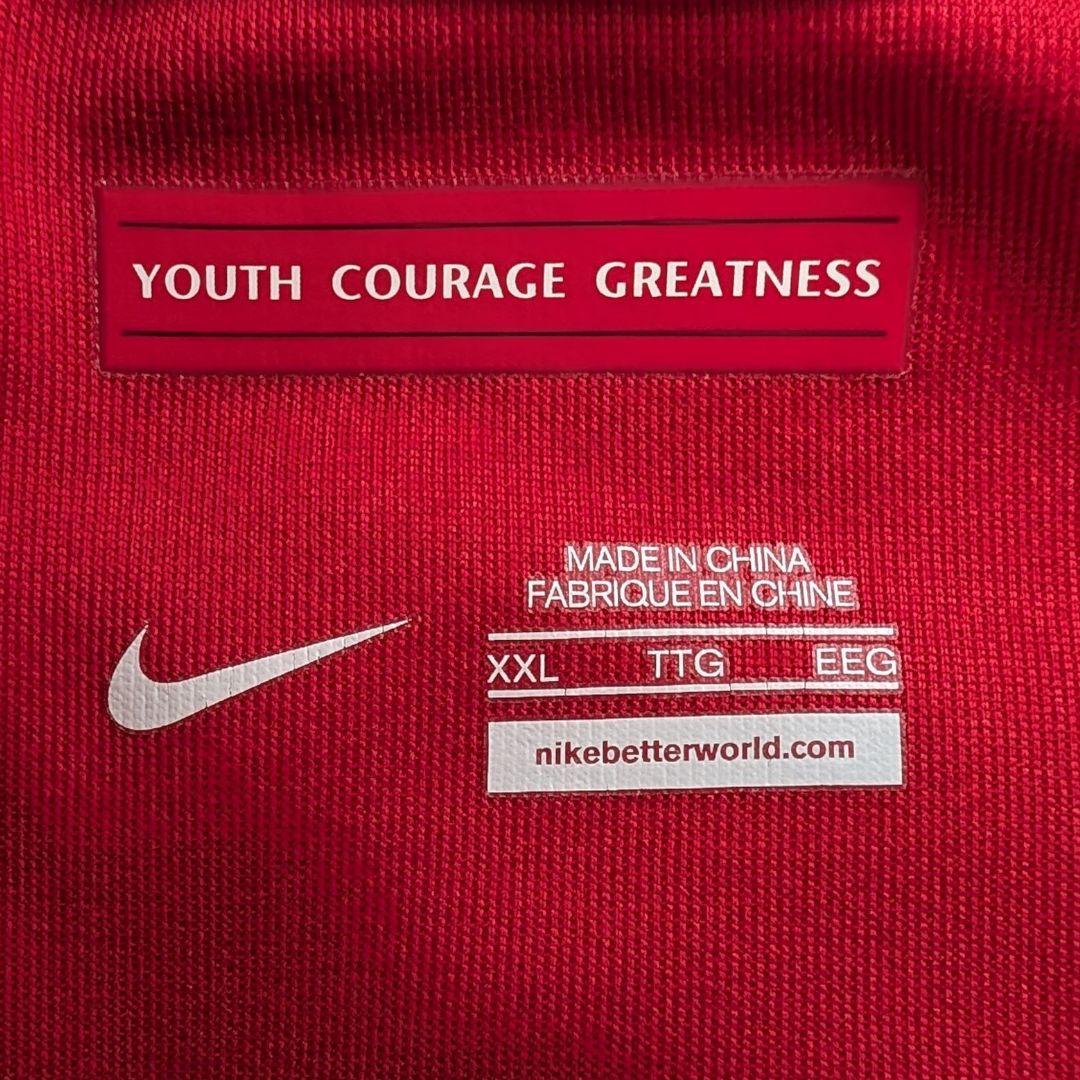 YOUTH COURAGE GREATNESS
MADE IN CHINA
FABRIQUE EN CHINE
XXL TTG EEG
nikebetterworld.com